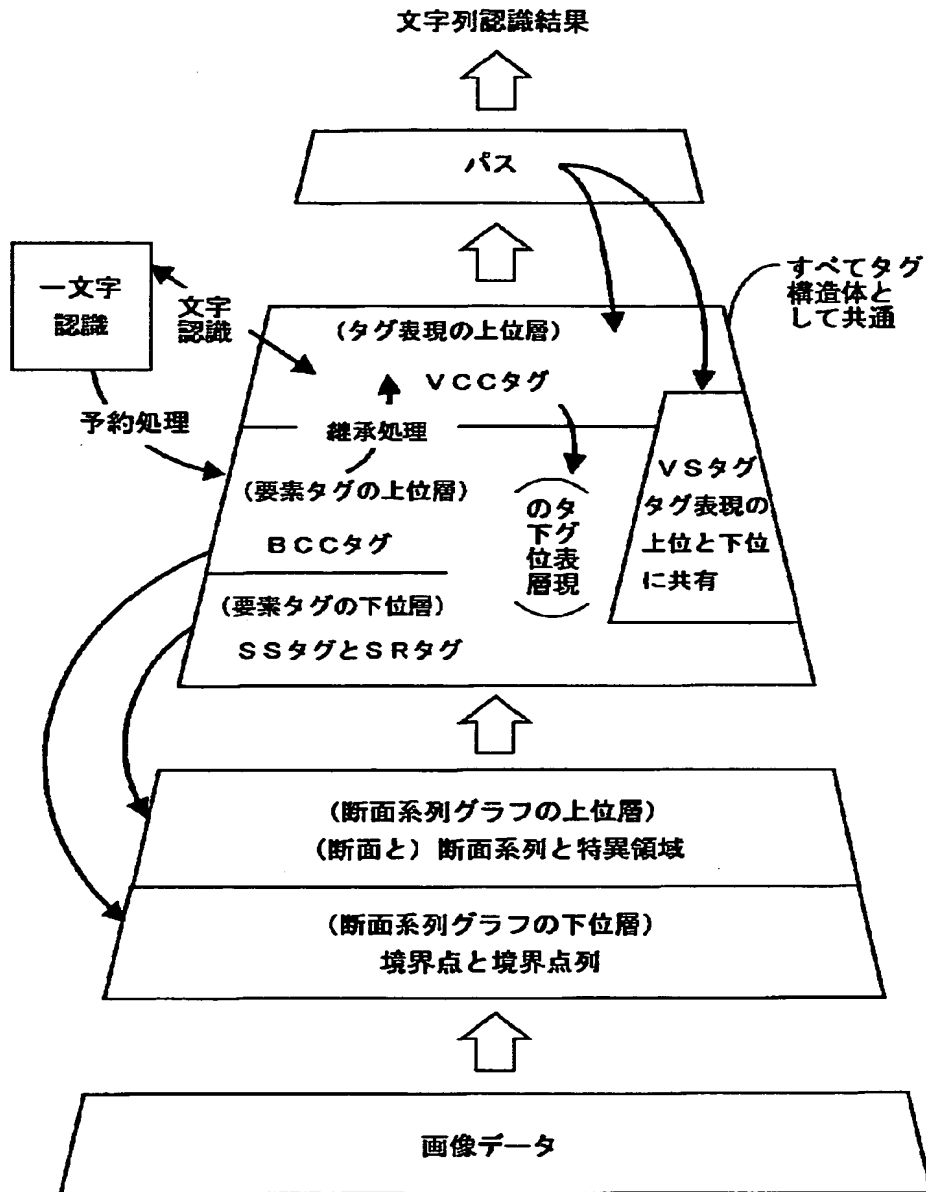 文字列認識結果
パス
すべてタグ
構造体と
して共通
一文字
認識
文字
認識
(タグ表現の上位層)
VCCタグ
予約処理
継承処理
(要素タグの上位層)
BCCタグ
(タグ表現
の下位層)
VSタグ
タグ表現の
上位と下位
に共有
(要素タグの下位層)
SSタグとSRタグ
(断面系列グラフの上位層)
(断面と)断面系列と特異領域
(断面系列グラフの下位層)
境界点と境界点列
画像データ